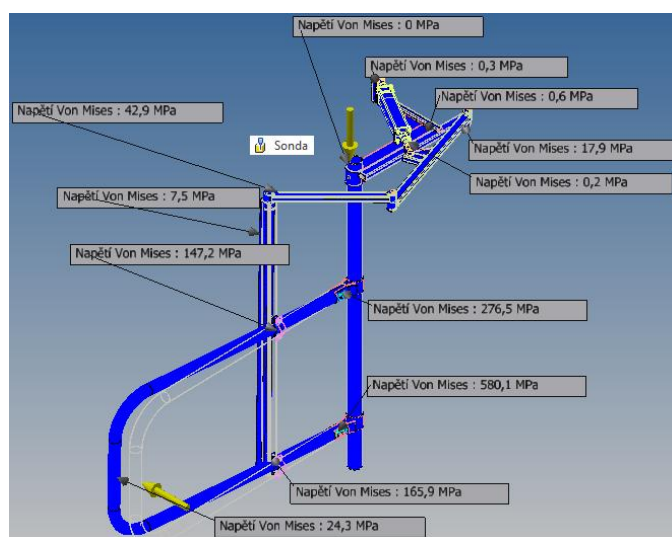 Napětí Von Mises : 0 MPa
Napětí Von Mises : 0,3 MPa
Napětí Von Mises : 0,6 MPa
Napětí Von Mises : 42,9 MPa
Sonda
Napětí Von Mises : 17,9 MPa
Napětí Von Mises : 0,2 MPa
Napětí Von Mises : 7,5 MPa
Napětí Von Mises : 147,2 MPa
Napětí Von Mises : 276,5 MPa
Napětí Von Mises : 580,1 MPa
Napětí Von Mises : 165,9 MPa
Napětí Von Mises : 24,3 MPa